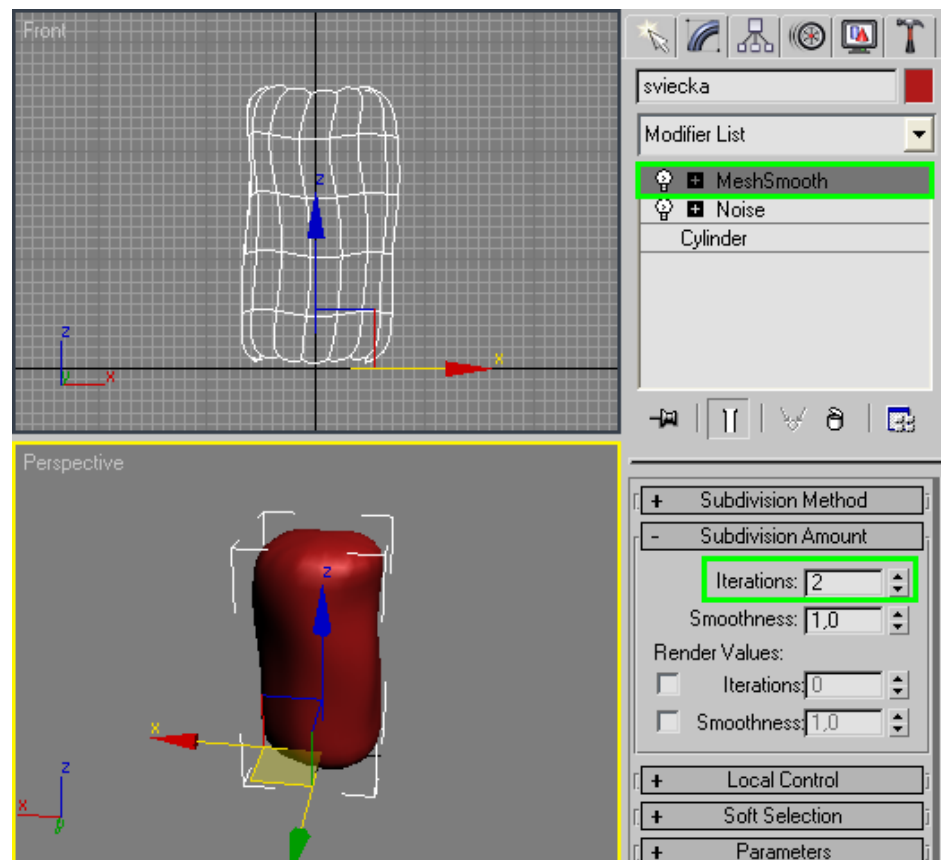 Front
z
x
z
y x
Perspective
z
x
z
x
y
sviecka
Modifier List
MeshSmooth
Noise
Cylinder
+ Subdivision Method
- Subdivision Amount
Iterations: 2
Smoothness: 1,0
Render Values:
Iterations: 0
Smoothness: 1,0
+ Local Control
+ Soft Selection
+ Parameters